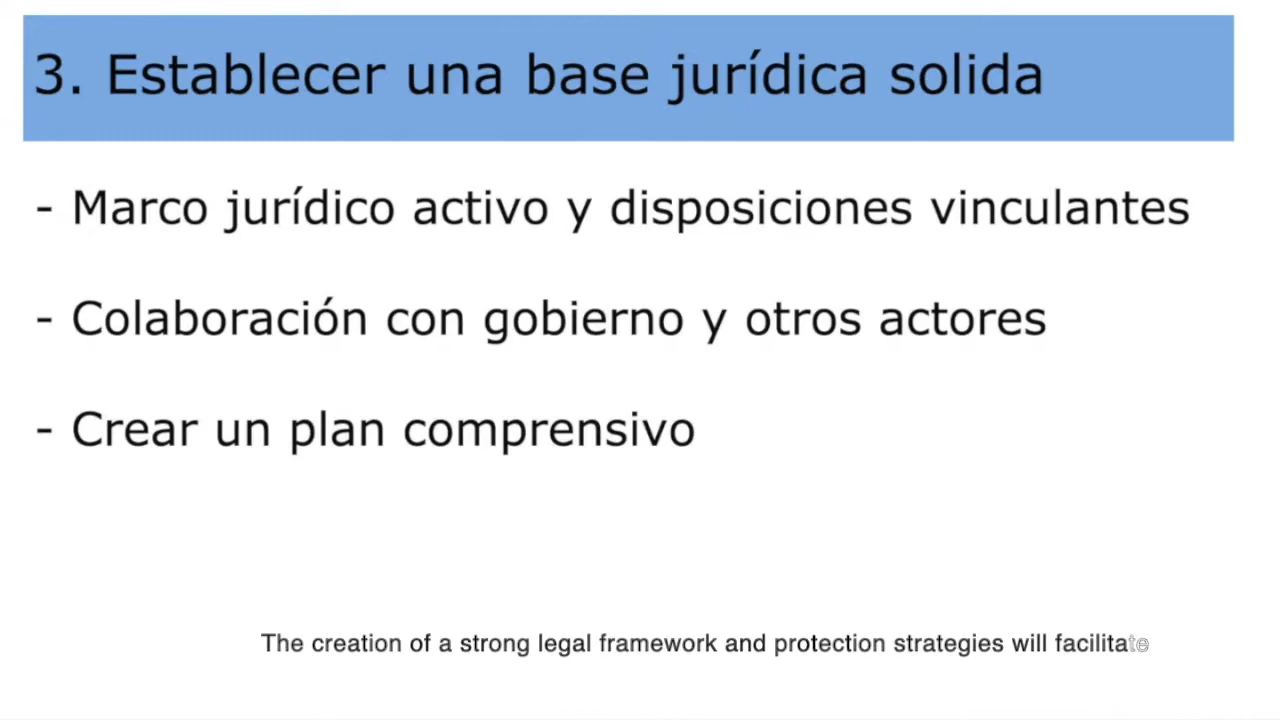 3. Establecer una base jurídica solida
- Marco jurídico activo y disposiciones vinculantes
- Colaboración con gobierno y otros actores
- Crear un plan comprensivo
The creation of a strong legal framework and protection strategies will facilitate